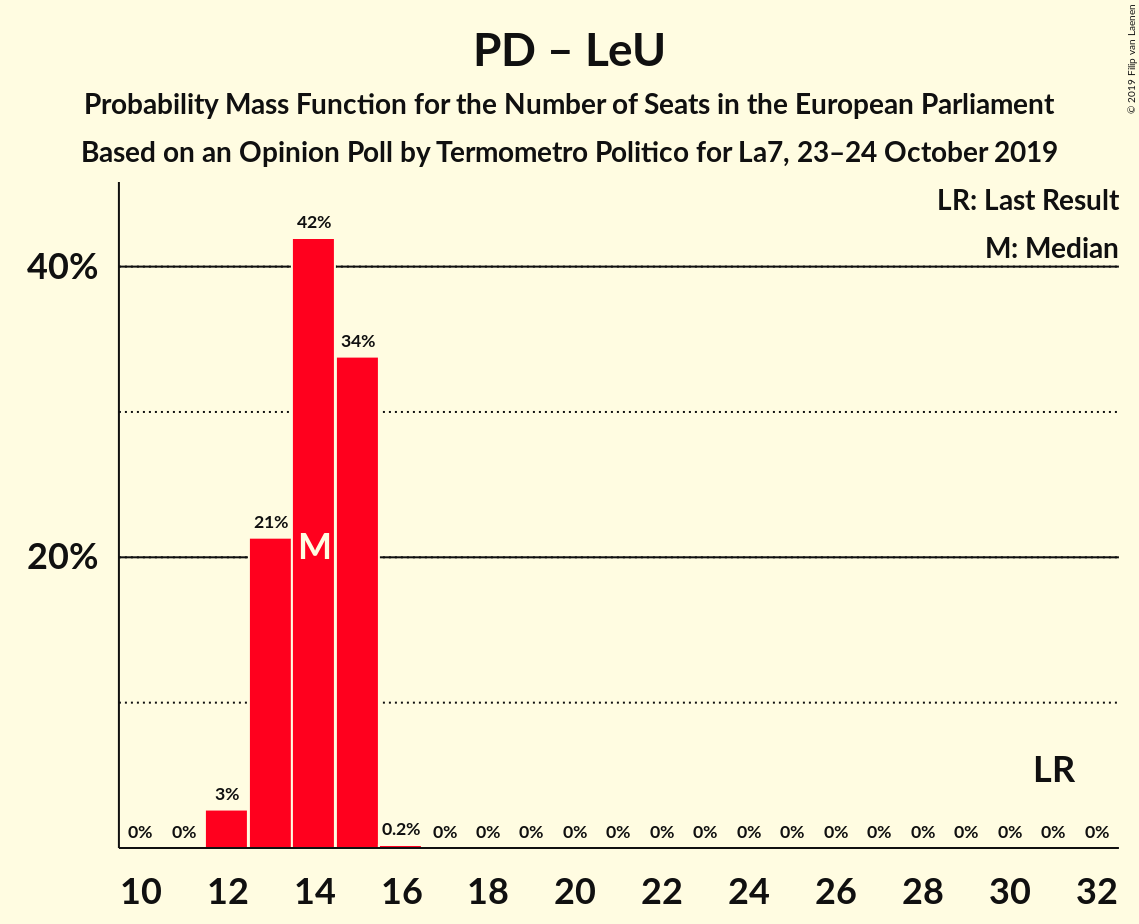 PD – LeU
Probability Mass Function for the Number of Seats in the European Parliament
Based on an Opinion Poll by Termometro Politico for La7, 23–24 October 2019
© 2019 Filip van Laenen
LR: Last Result
M: Median
42%
40%
34%
21%
M
20%
LR
3%
0% 0% 0.2% 0% 0% 0% 0% 0% 0% 0% 0% 0% 0% 0% 0% 0% 0% 0% 0%
10 12 14 16 18 20 22 24 26 28 30 32